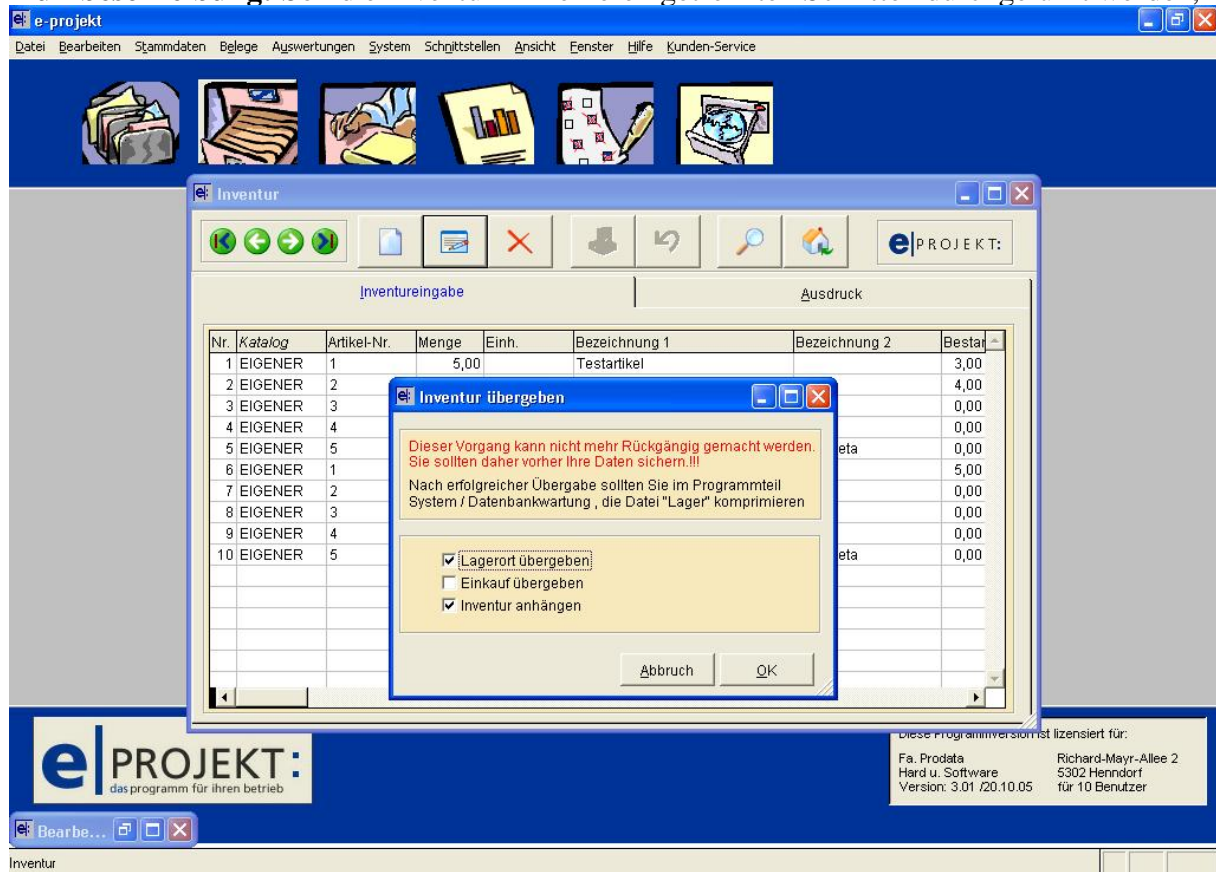 e-projekt
Datei Bearbeiten Stammdaten Belege Auswertungen System Schnittstellen Ansicht Fenster Hilfe Kunden-Service
Inventur
e PROJEKT:
Inventureingabe Ausdruck
Nr. Katalog Artikel-Nr. Menge Einh. Bezeichnung 1 Bezeichnung 2
1 EIGENER 1 5,00 Testartikel 3,00
2 EIGENER 2 4,00
3 EIGENER 3 0,00
4 EIGENER 4 0,00
5 EIGENER 5 eta 0,00
6 EIGENER 1 5,00
7 EIGENER 2 0,00
8 EIGENER 3 0,00
9 EIGENER 4 0,00
10 EIGENER 5 eta 0,00
Inventur übergeben
Dieser Vorgang kann nicht mehr Rückgängig gemacht werden.
Sie sollten daher vorher Ihre Daten sichern.!!!
Nach erfolgreicher Übergabe sollten Sie im Programmteil
System / Datenbankwartung , die Datei "Lager" komprimieren
Lagerort übergeben
Einkauf übergeben
Inventur anhängen
Abbruch OK
e PROJEKT:
das programm für ihren betrieb
Diese Programmversion ist lizensiert für:
Fa. Prodata Richard-Mayr-Allee 2
Hard u. Software 5302 Henndorf
Version: 3.01 /20.10.05 für 10 Benutzer
Bearbe...
Inventur